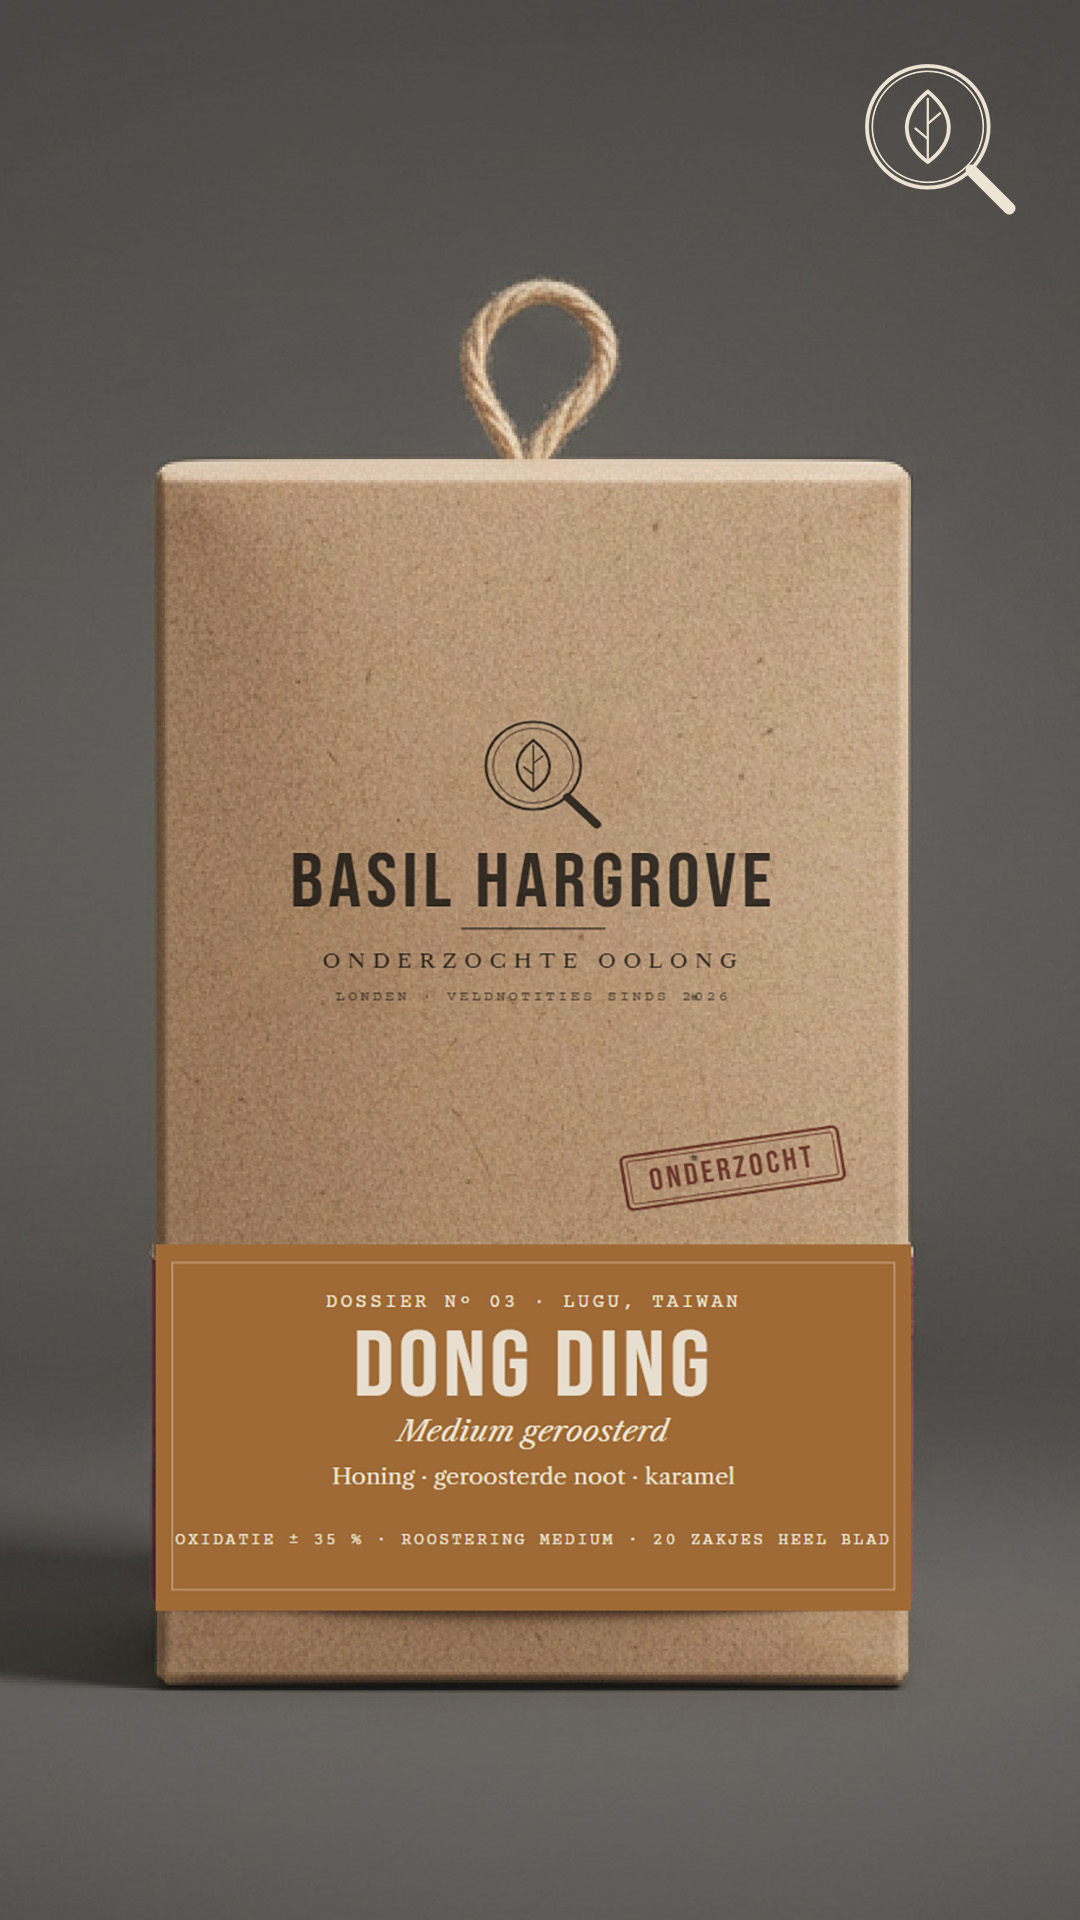 BASIL HARGROVE
ONDERZOCHTE OOLONG
LONDEN · VELDNOTITIES SINDS 2026
ONDERZOCHT
DOSSIER Nº 03 · LUGU, TAIWAN
DONG DING
Medium geroosterd
Honing · geroosterde noot · karamel
OXIDATIE ± 35 % · ROOSTERING MEDIUM · 20 ZAKJES HEEL BLAD